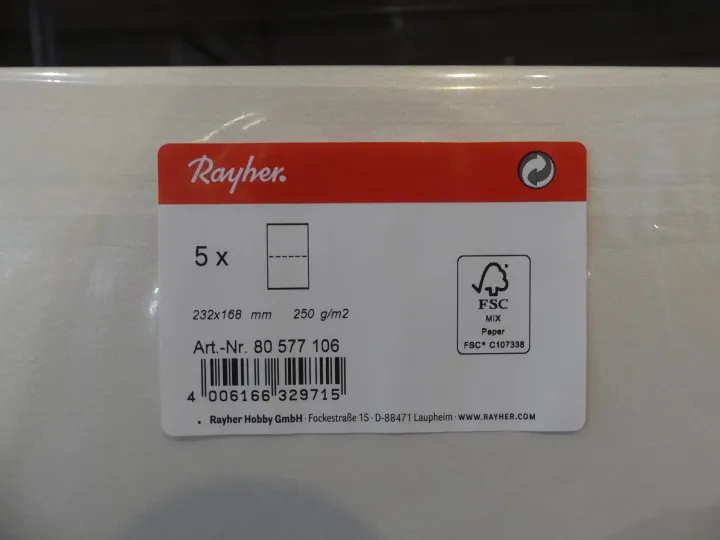 Rayher.
5 x
232x168 mm 250 g/m2
FSC
MIX
Paper
FSC® C107338
Art.-Nr. 80 577 106
4 006166 329715
Rayher Hobby GmbH · Fockestraße 15 · D-88471 Laupheim · WWW.RAYHER.COM